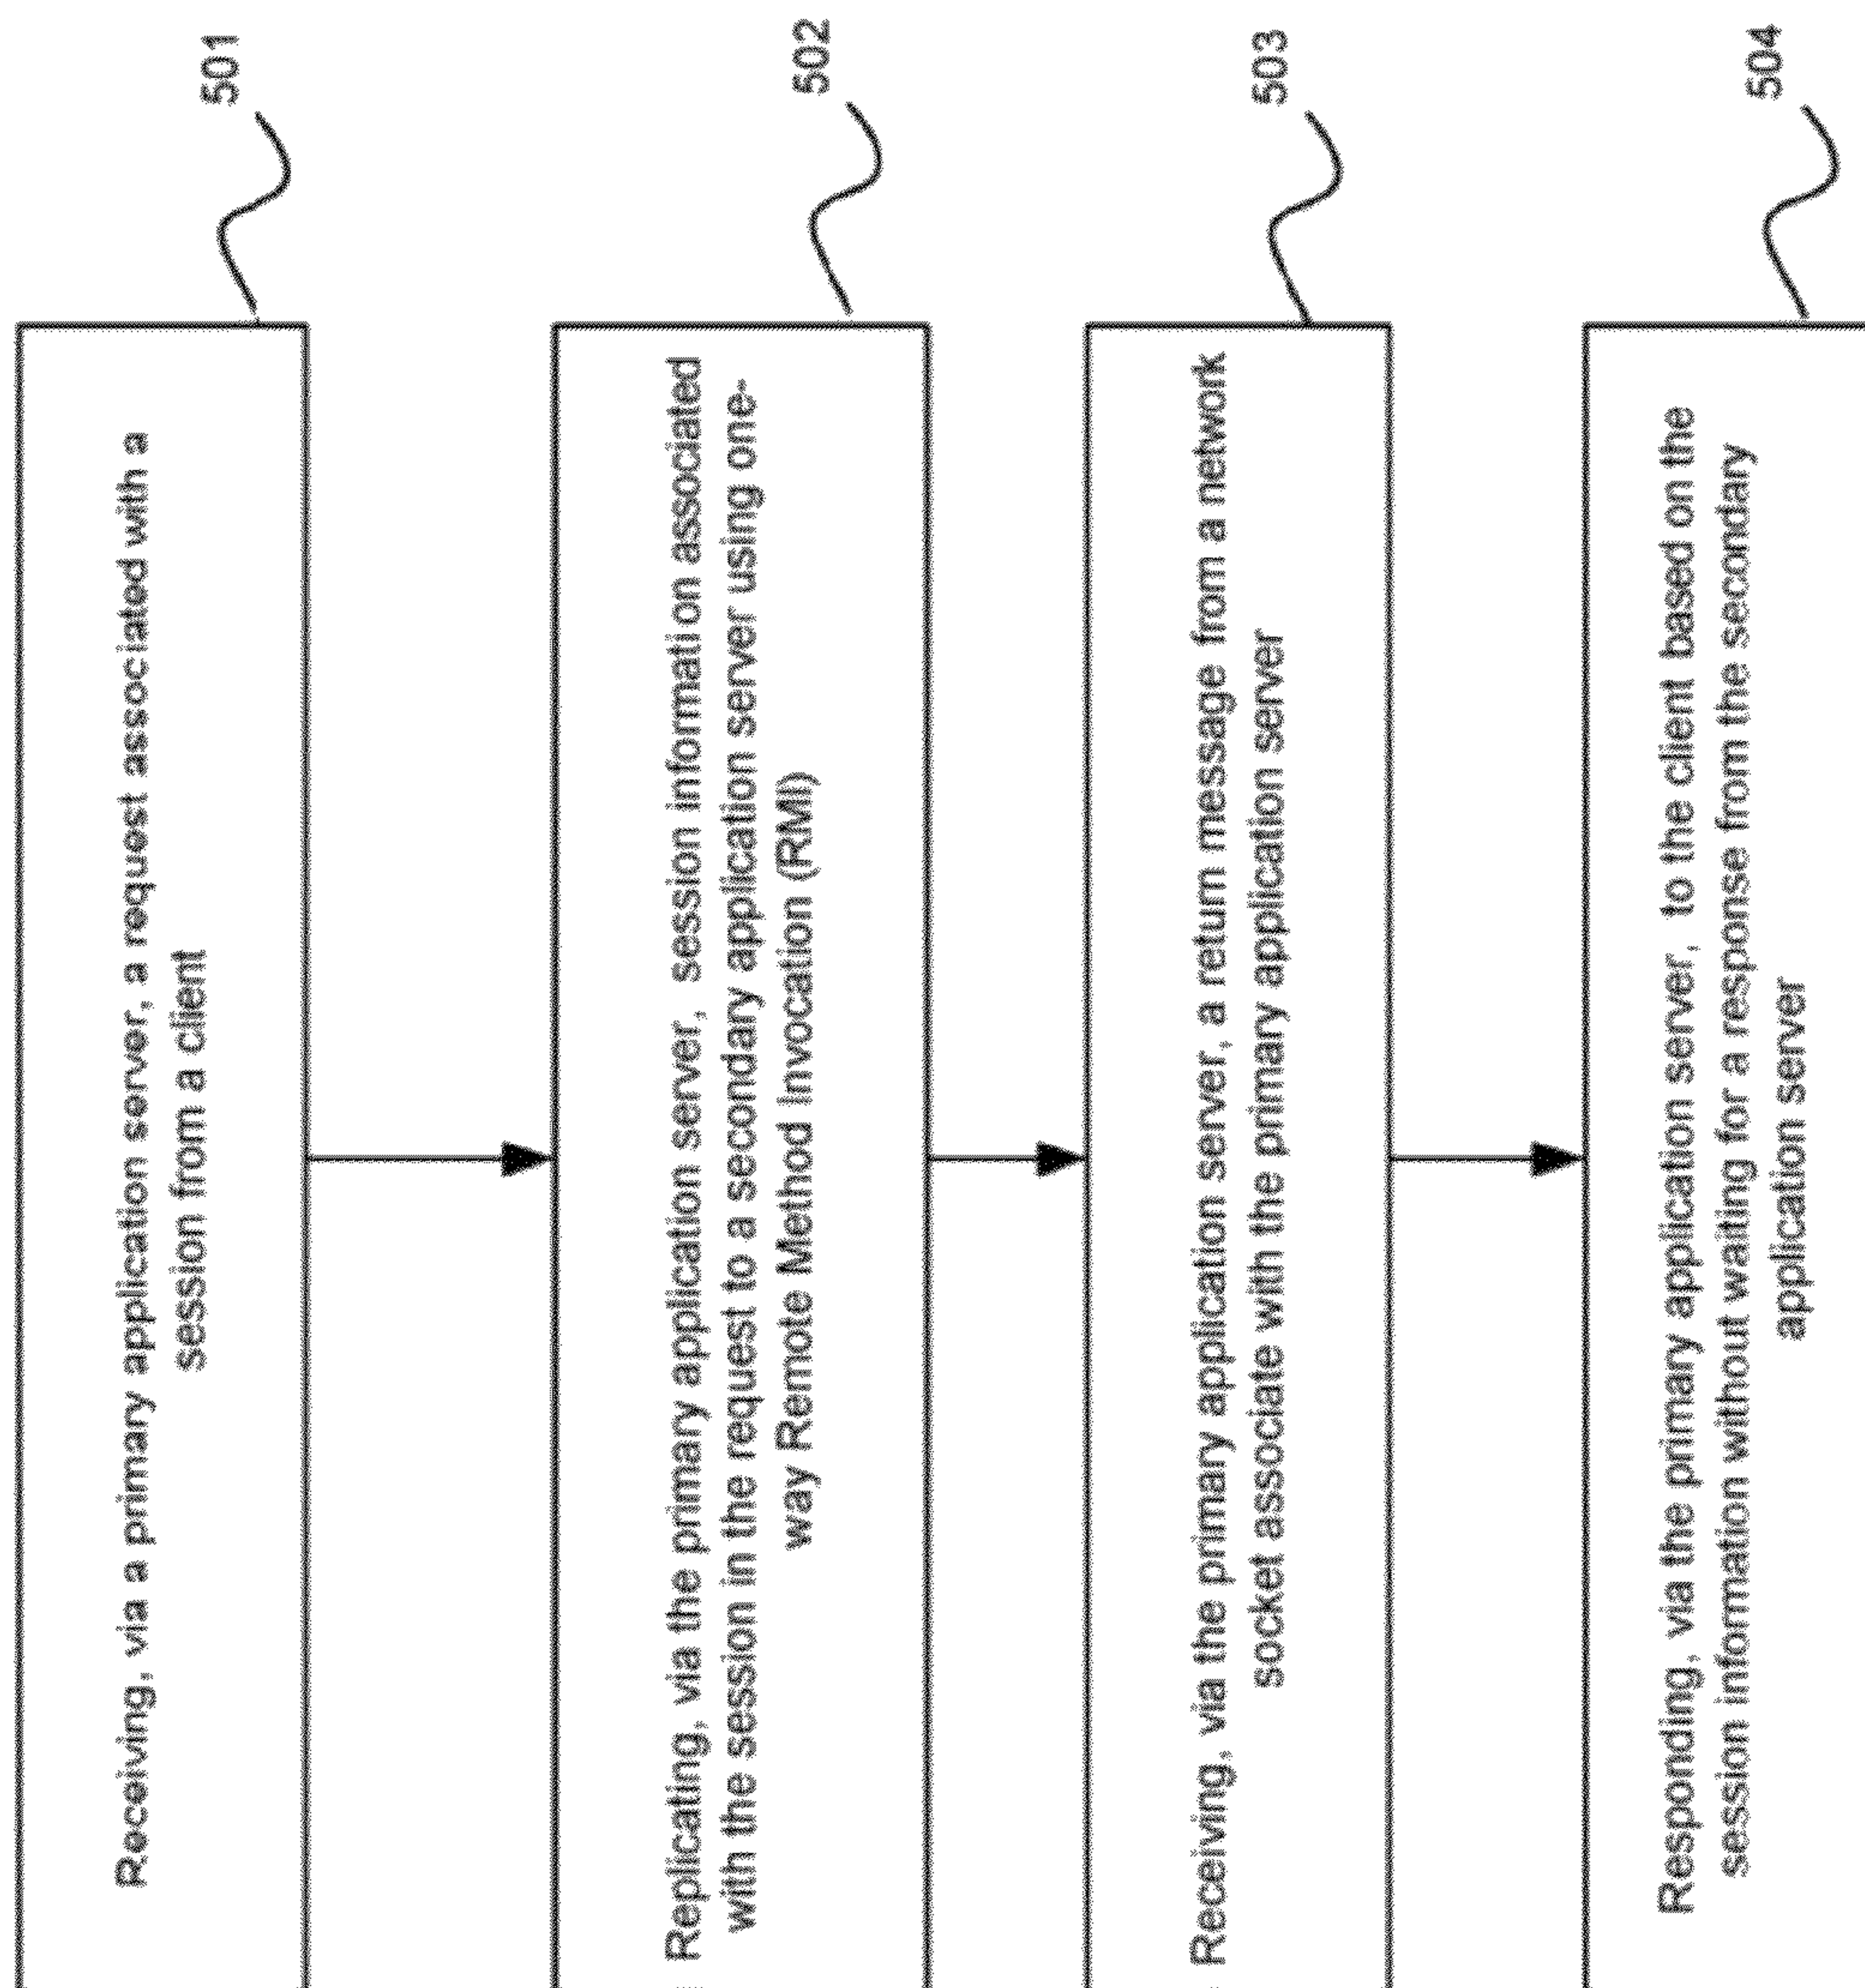 501
Receiving, via a primary application server, a request associated with a
session from a client
502
Replicating, via the primary application server, session information associated
with the session in the request to a secondary application server using one-
way Remote Method Invocation (RMI)
503
Receiving, via the primary application server, a return message from a network
socket associate with the primary application server
504
Responding, via the primary application server, to the client based on the
session information without waiting for a response from the secondary
application server